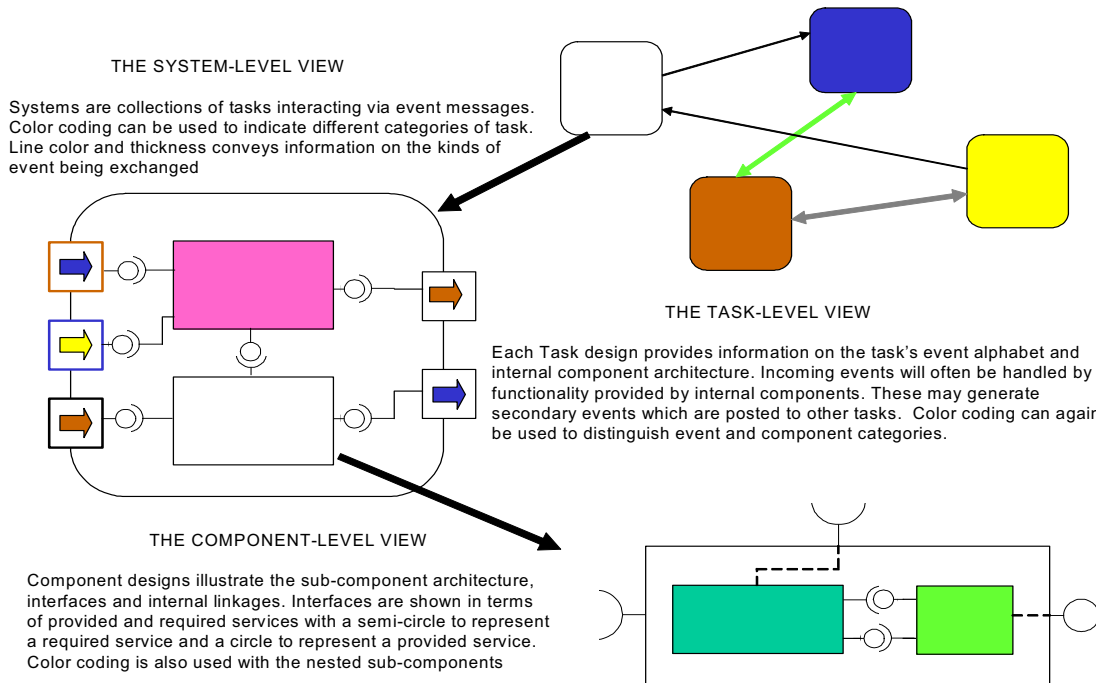 THE SYSTEM-LEVEL VIEW
Systems are collections of tasks interacting via event messages.
Color coding can be used to indicate different categories of task.
Line color and thickness conveys information on the kinds of
event being exchanged
THE TASK-LEVEL VIEW
Each Task design provides information on the task's event alphabet and
internal component architecture. Incoming events will often be handled by
functionality provided by internal components. These may generate
secondary events which are posted to other tasks. Color coding can again
be used to distinguish event and component categories.
THE COMPONENT-LEVEL VIEW
Component designs illustrate the sub-component architecture,
interfaces and internal linkages. Interfaces are shown in terms
of provided and required services with a semi-circle to represent
a required service and a circle to represent a provided service.
Color coding is also used with the nested sub-components